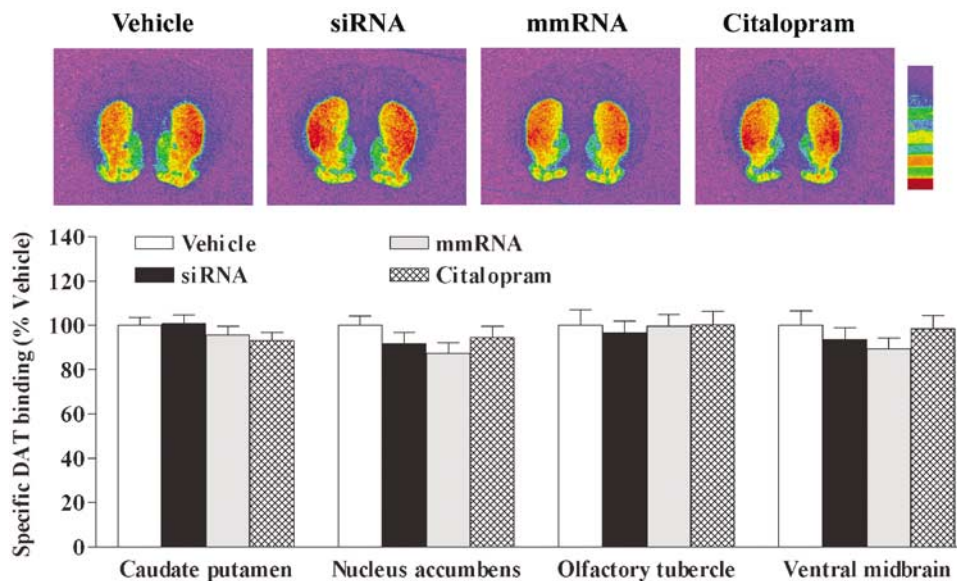 Vehicle siRNA mmRNA Citalopram
Specific DAT binding (% Vehicle)
140
120
100
80
60
40
20
0
Vehicle mmRNA
siRNA Citalopram
Caudate putamen Nucleus accumbens Olfactory tubercle Ventral midbrain